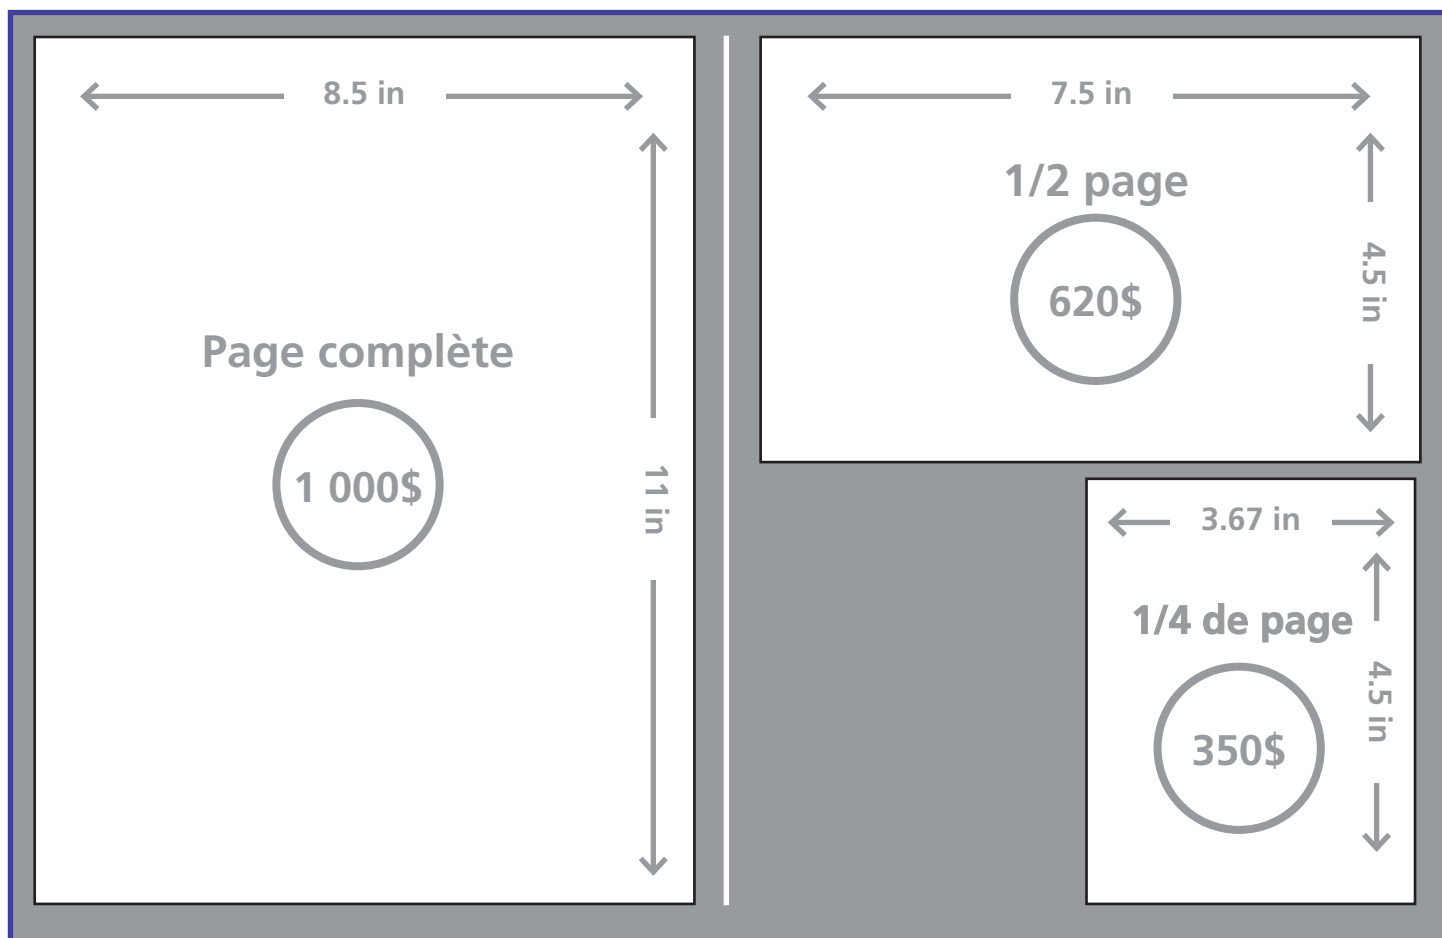 8.5 in
Page complète
1 000$
11 in
7.5 in
1/2 page
620$
4.5 in
3.67 in
1/4 de page
350$
4.5 in